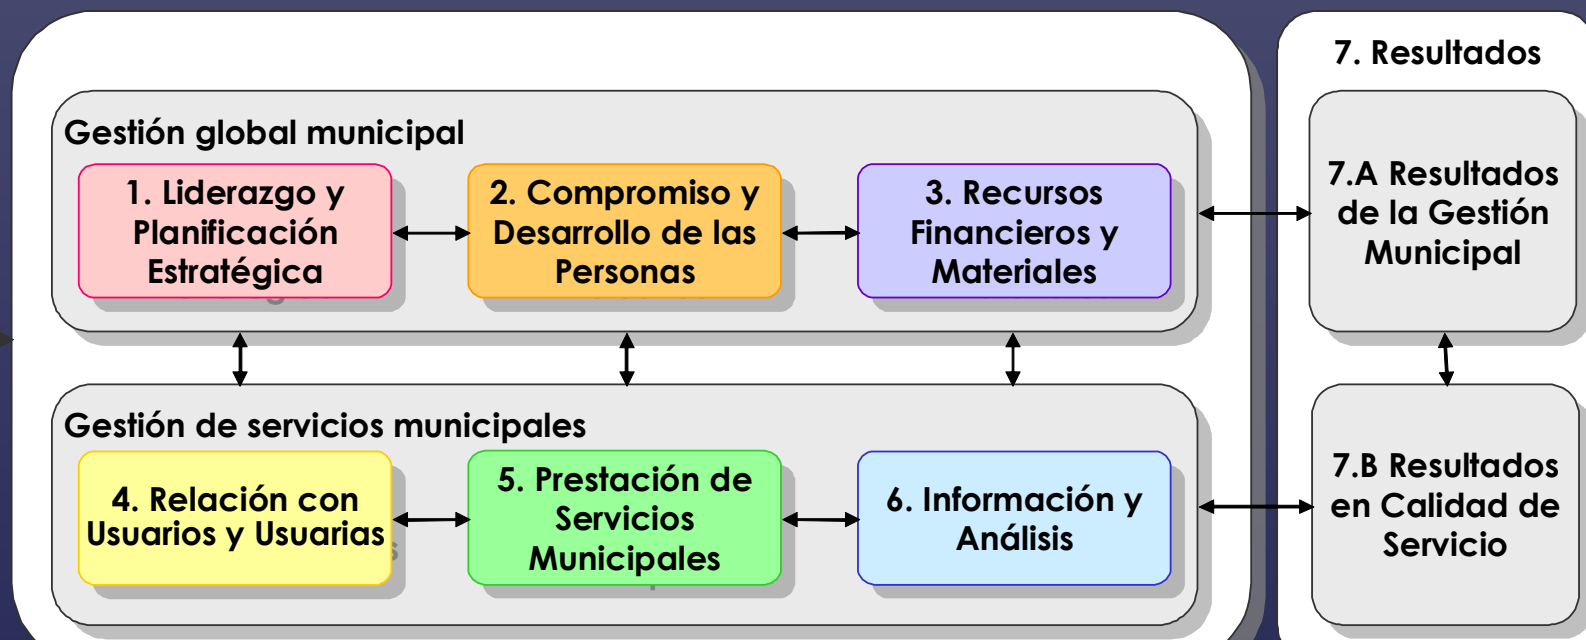 Gestión global municipal
1. Liderazgo y
Planificación
Estratégica
2. Compromiso y
Desarrollo de las
Personas
3. Recursos
Financieros y
Materiales
Gestión de servicios municipales
4. Relación con
Usuarios y Usuarias
5. Prestación de
Servicios
Municipales
6. Información y
Análisis
7. Resultados
7.A Resultados
de la Gestión
Municipal
7.B Resultados
en Calidad de
Servicio